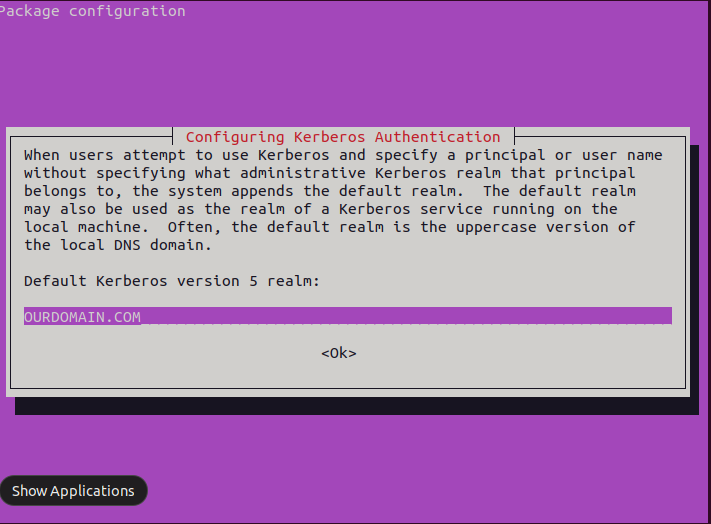 Package configuration
Configuring Kerberos Authentication
When users attempt to use Kerberos and specify a principal or user name
without specifying what administrative Kerberos realm that principal
belongs to, the system appends the default realm.  The default realm
may also be used as the realm of a Kerberos service running on the
local machine.  Often, the default realm is the uppercase version of
the local DNS domain.
Default Kerberos version 5 realm:
OURDOMAIN.COM
<Ok>
Show Applications